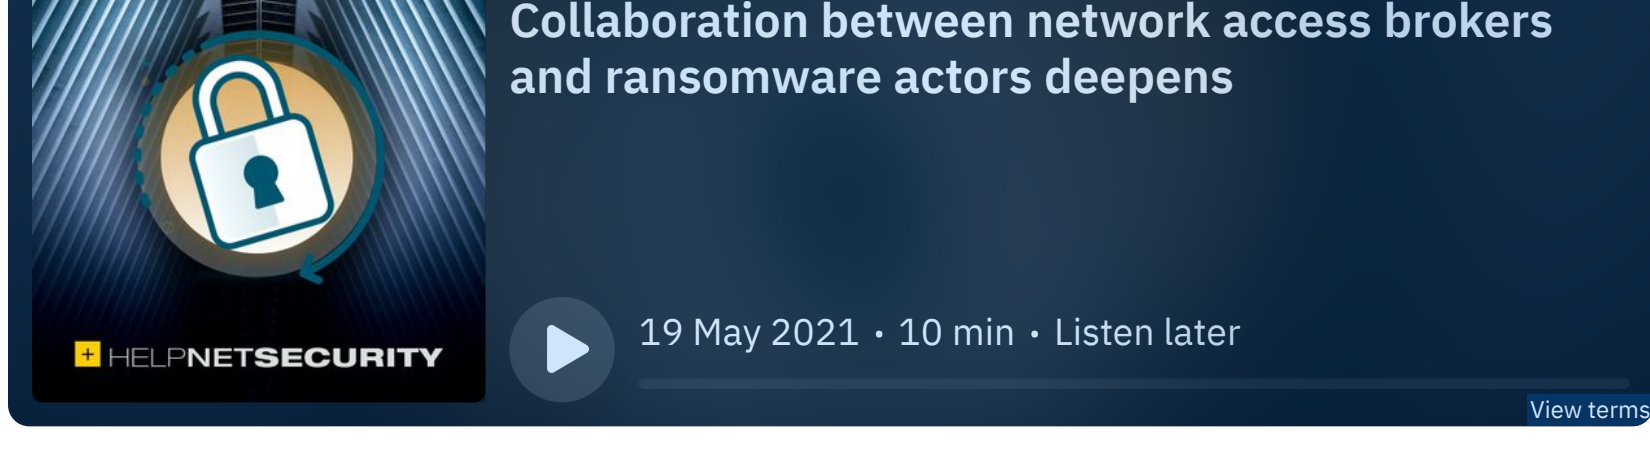 Collaboration between network access brokers
and ransomware actors deepens
19 May 2021 • 10 min • Listen later
+ HELPNETSECURITY
View terms